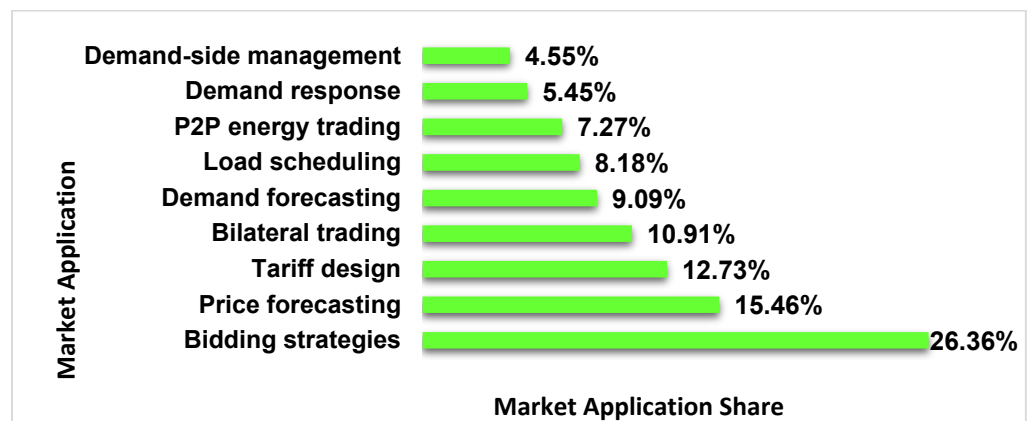 Market Application
Demand-side management 4.55%
Demand response 5.45%
P2P energy trading 7.27%
Load scheduling 8.18%
Demand forecasting 9.09%
Bilateral trading 10.91%
Tariff design 12.73%
Price forecasting 15.46%
Bidding strategies 26.36%
Market Application Share